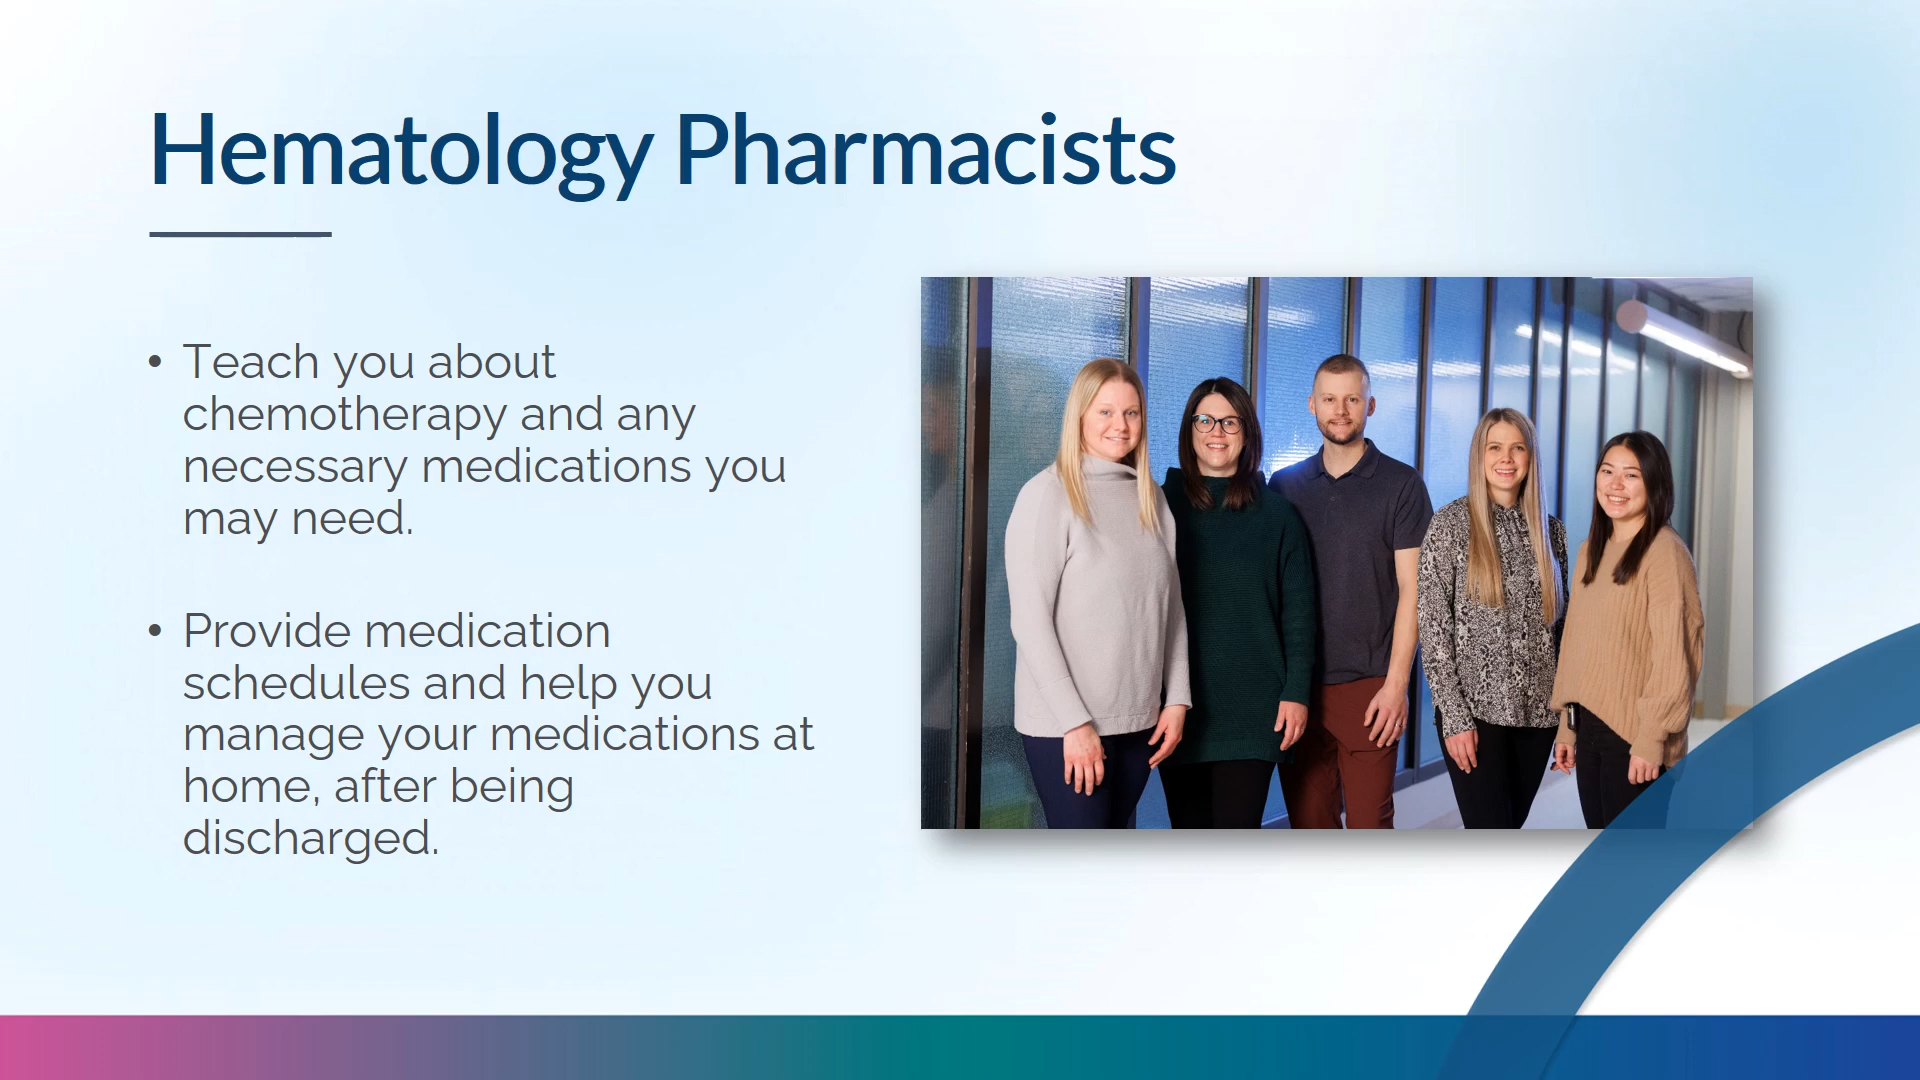 Hematology Pharmacists
• Teach you about
chemotherapy and any
necessary medications you
may need.
• Provide medication
schedules and help you
manage your medications at
home, after being
discharged.